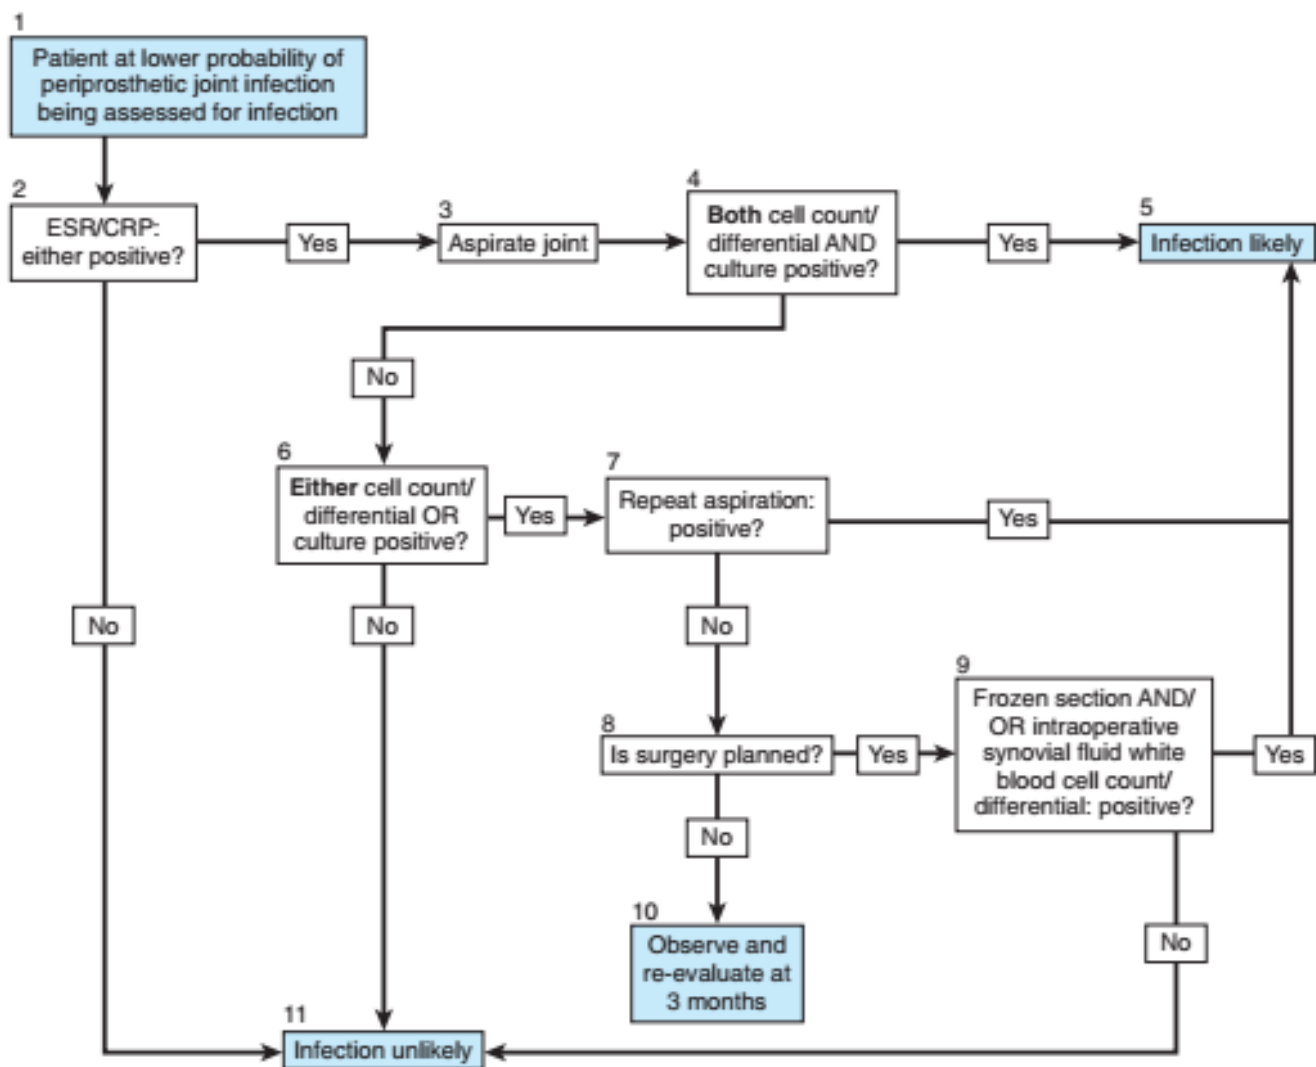 1
Patient at lower probability of
periprosthetic joint infection
being assessed for infection
2
ESR/CRP:
either positive?
Yes
3
Aspirate joint
4
Both cell count/
differential AND
culture positive?
Yes
5
Infection likely
No
6
Either cell count/
differential OR
culture positive?
Yes
7
Repeat aspiration:
positive?
Yes
No
No
No
8
Is surgery planned?
Yes
9
Frozen section AND/
OR intraoperative
synovial fluid white
blood cell count/
differential: positive?
Yes
No
10
Observe and
re-evaluate at
3 months
No
11
Infection unlikely